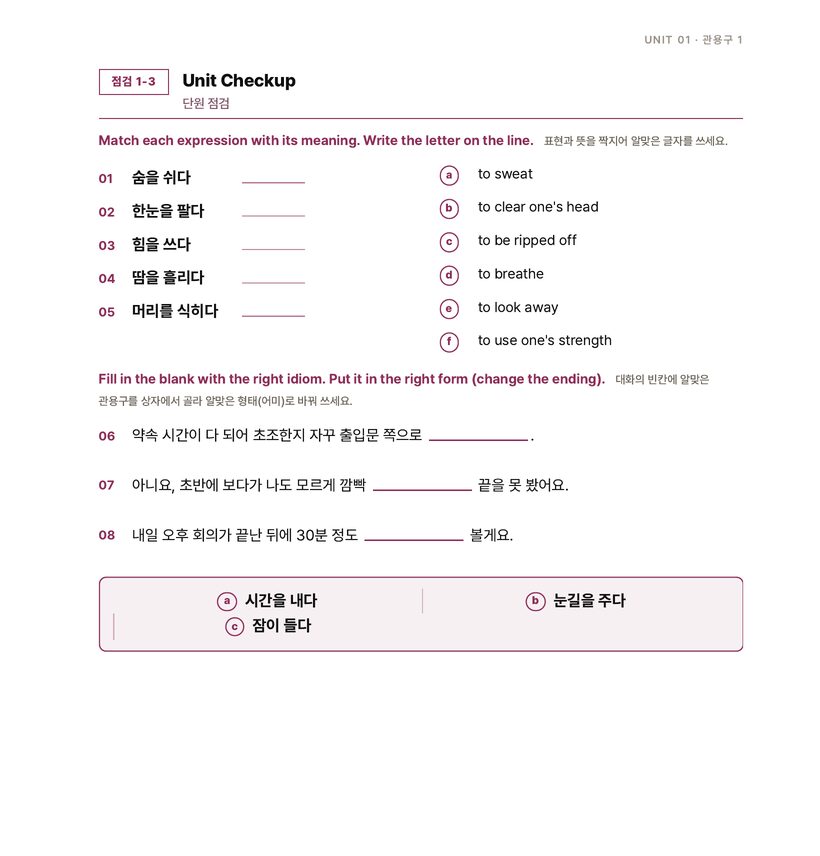 UNIT 01 · 관용구 1
점검 1-3 Unit Checkup
단원 점검
Match each expression with its meaning. Write the letter on the line. 표현과 뜻을 짝지어 알맞은 글자를 쓰세요.
01 숨을 쉬다
02 한눈을 팔다
03 힘을 쓰다
04 땀을 흘리다
05 머리를 식히다
a to sweat
b to clear one's head
c to be ripped off
d to breathe
e to look away
f to use one's strength
Fill in the blank with the right idiom. Put it in the right form (change the ending). 대화의 빈칸에 알맞은
관용구를 상자에서 골라 알맞은 형태(어미)로 바꿔 쓰세요.
06 약속 시간이 다 되어 초조한지 자꾸 출입문 쪽으로 ____________.
07 아니요, 초반에 보다가 나도 모르게 깜빡 ____________ 끝을 못 봤어요.
08 내일 오후 회의가 끝난 뒤에 30분 정도 ____________ 볼게요.
a 시간을 내다 b 눈길을 주다
c 잠이 들다